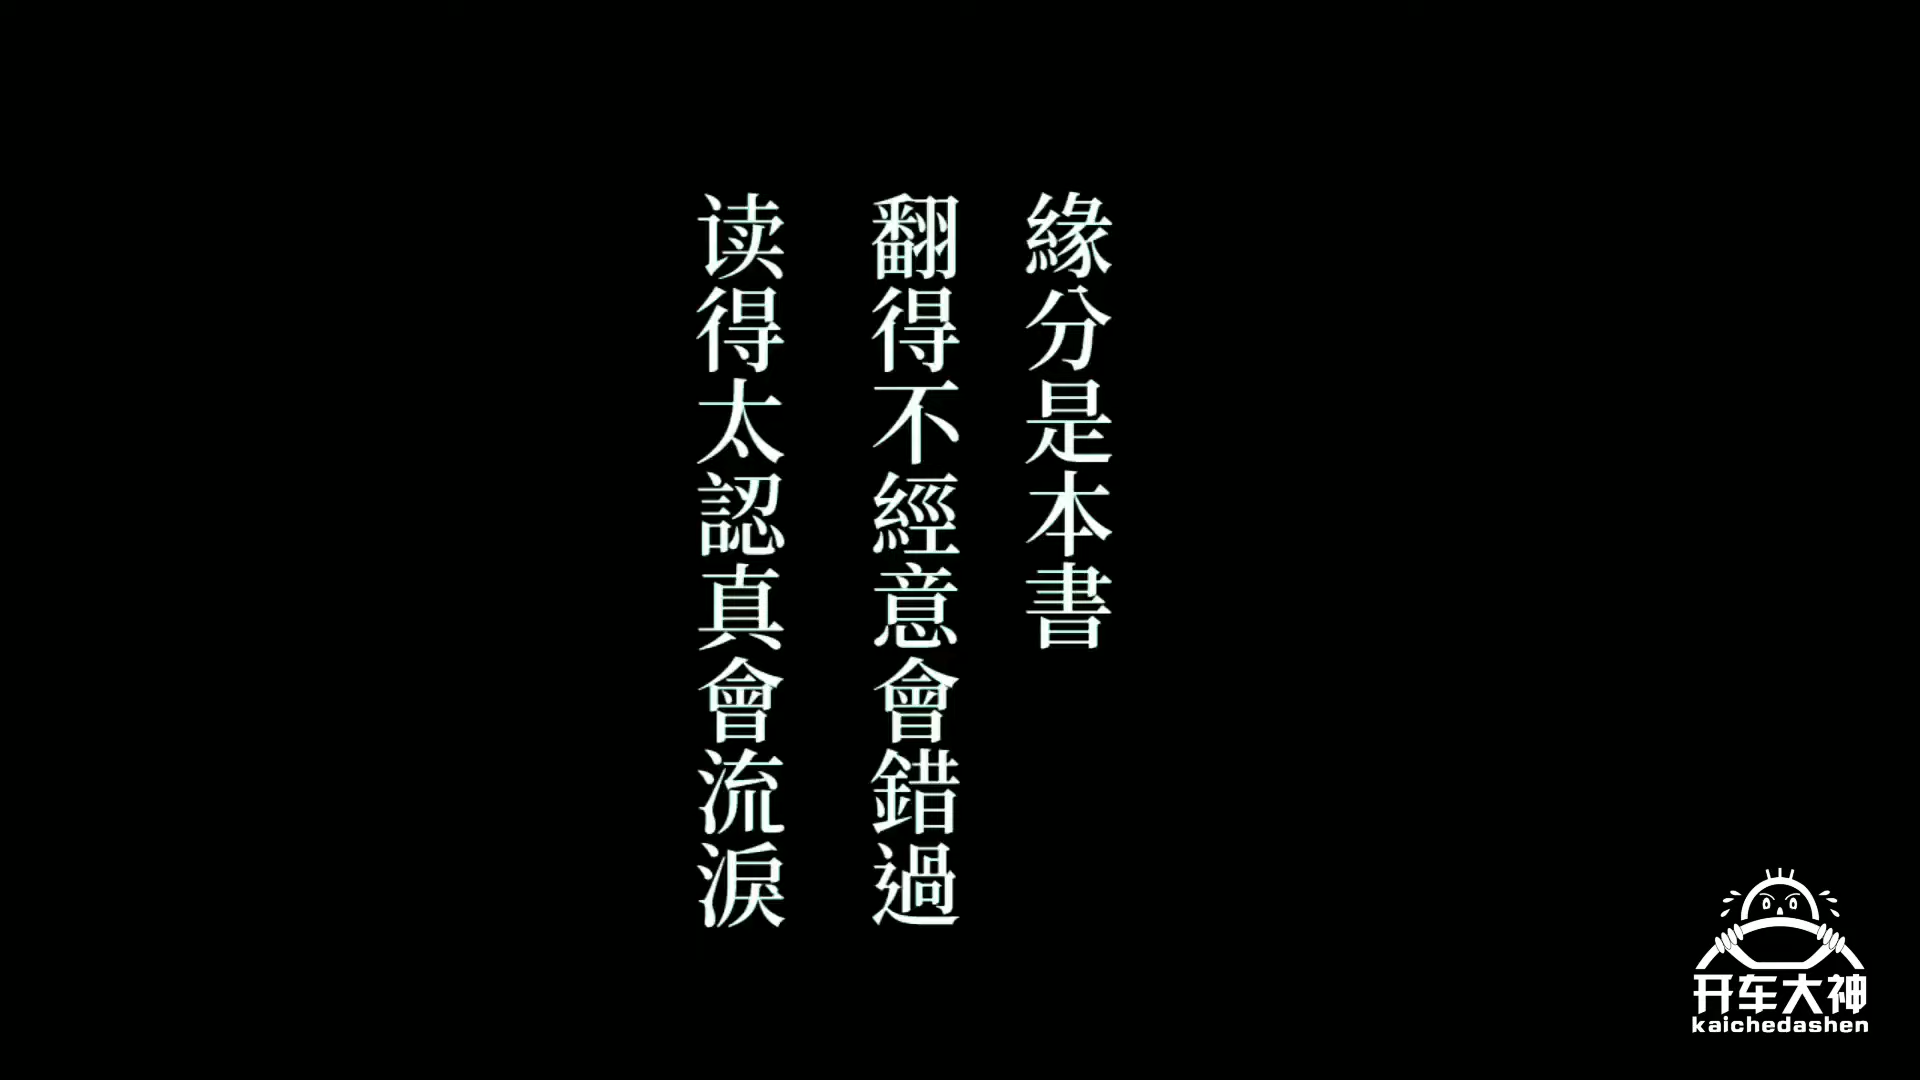 緣分是本書
翻得不經意會錯過
读得太認真會流淚
开车大神
kaichedashen